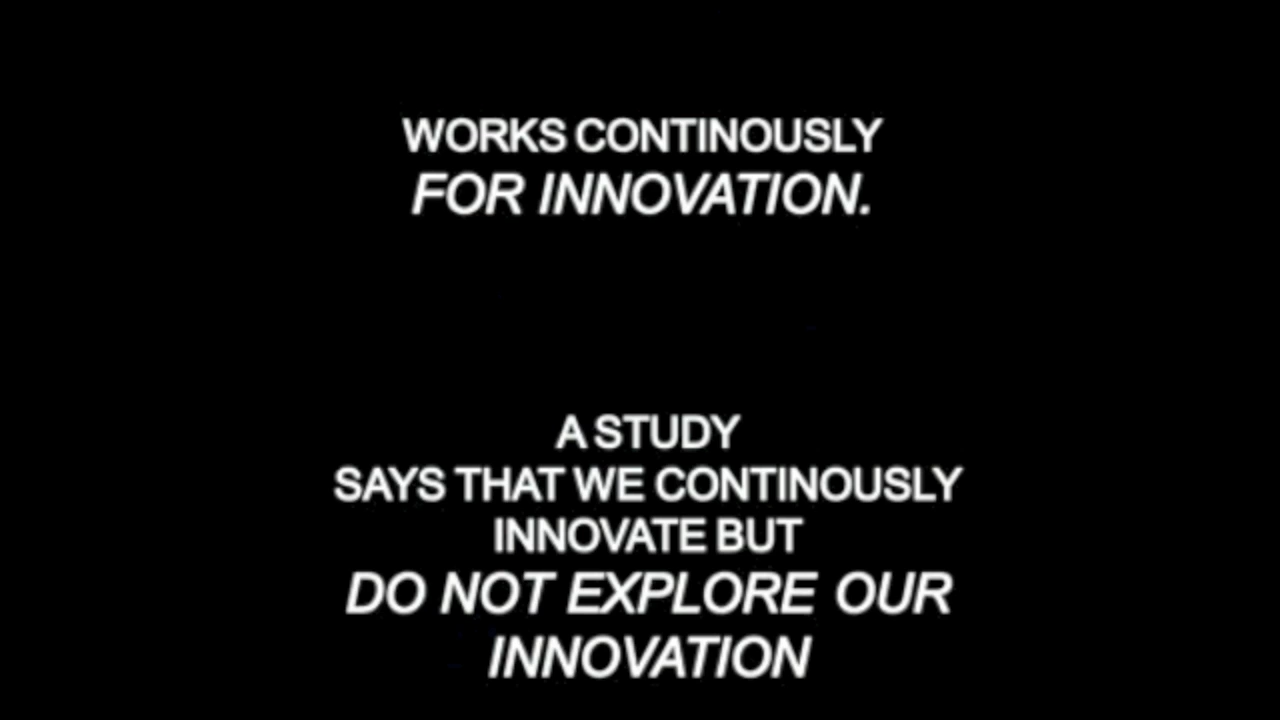 WORKS CONTINOUSLY
FOR INNOVATION.
A STUDY
SAYS THAT WE CONTINOUSLY
INNOVATE BUT
DO NOT EXPLORE OUR
INNOVATION